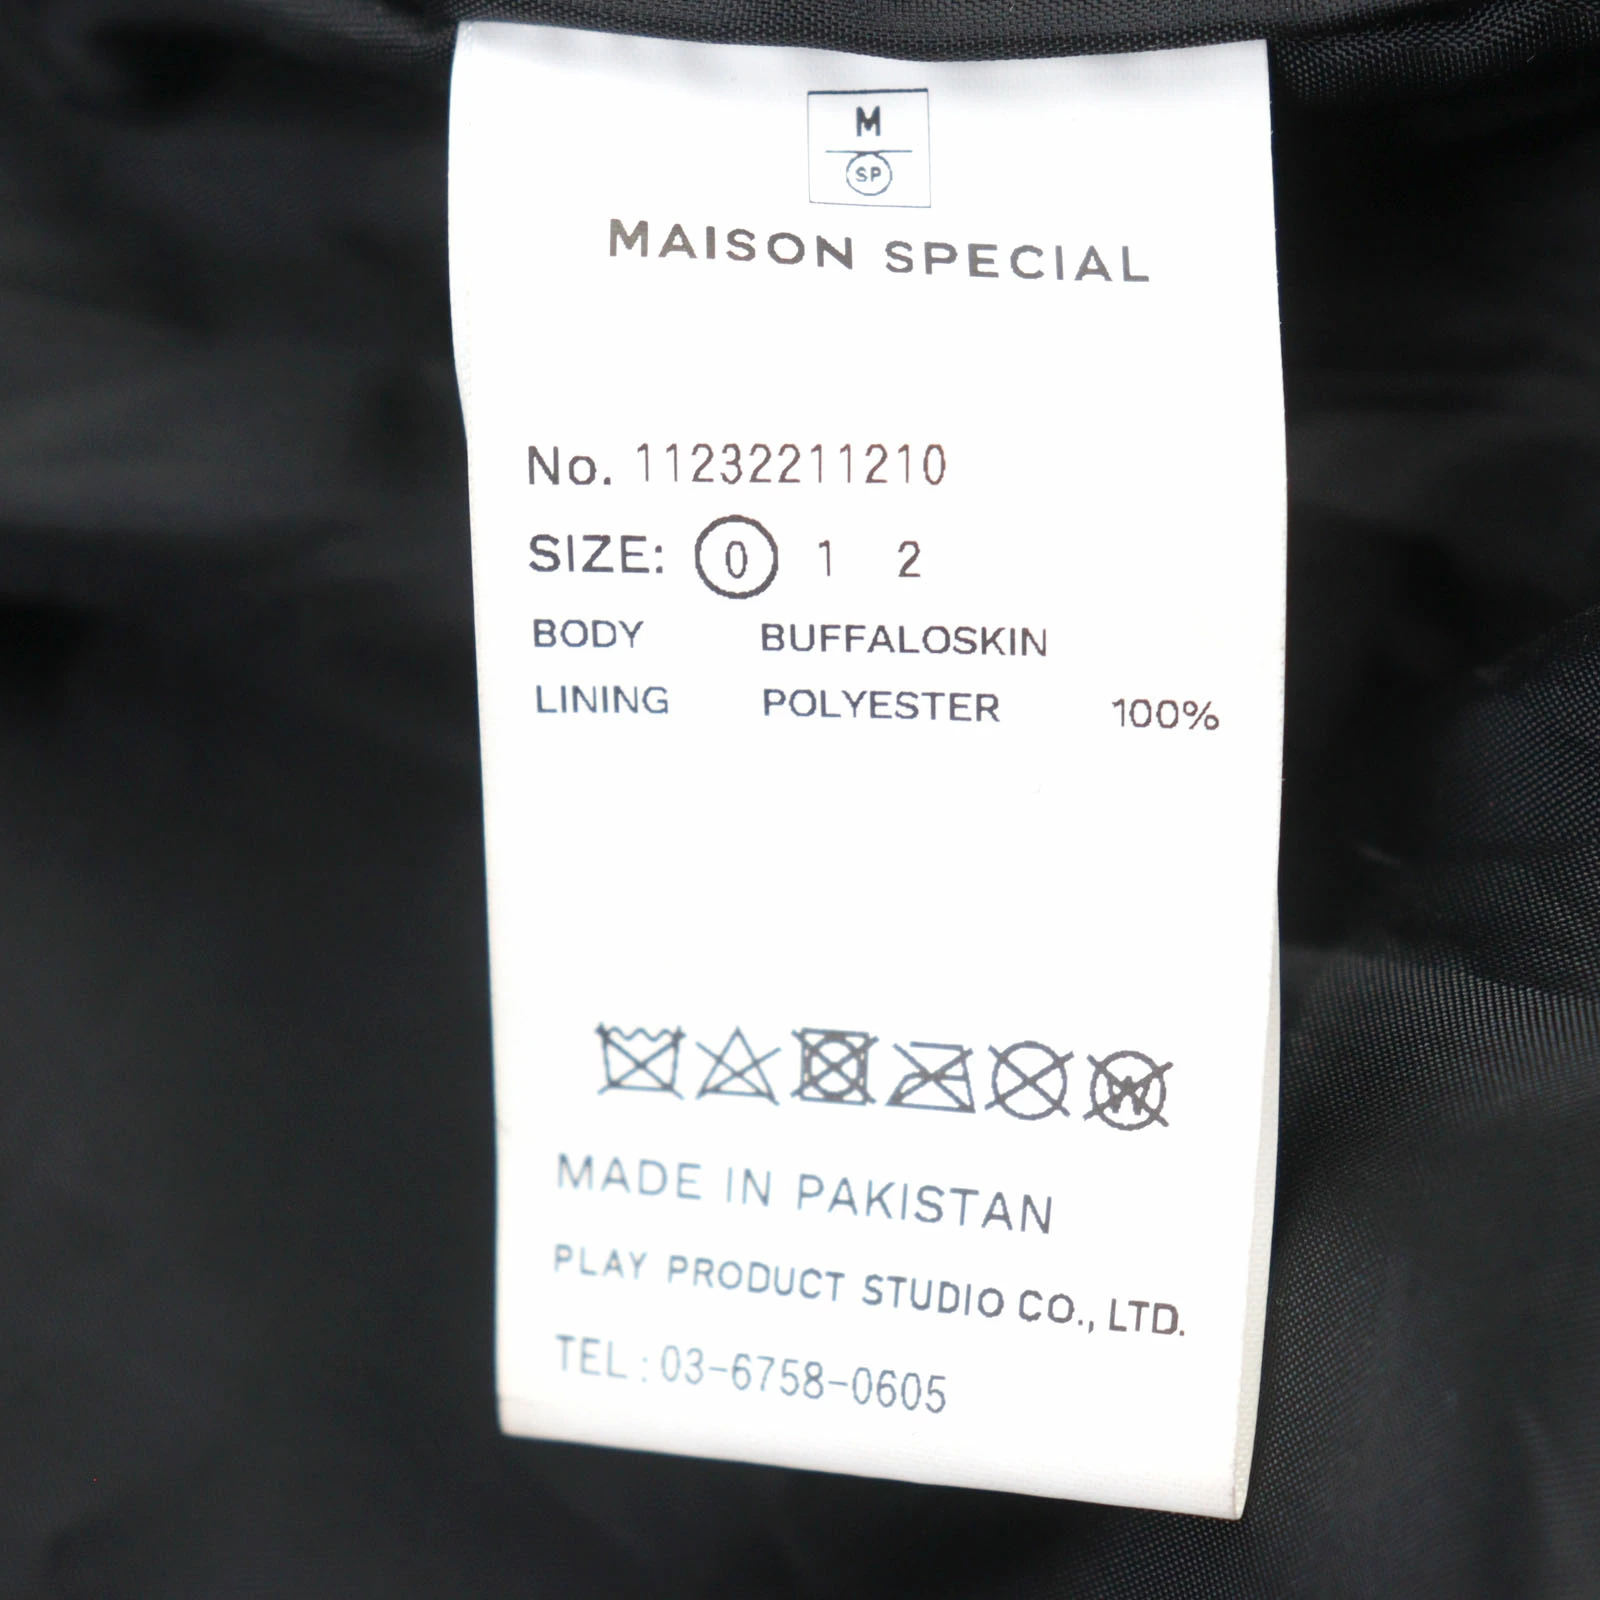 M
SP
MAISON SPECIAL
No. 11232211210
SIZE: 0 1 2
BODY BUFFALOSKIN
LINING POLYESTER 100%
W
MADE IN PAKISTAN
PLAY PRODUCT STUDIO CO., LTD.
TEL : 03-6758-0605